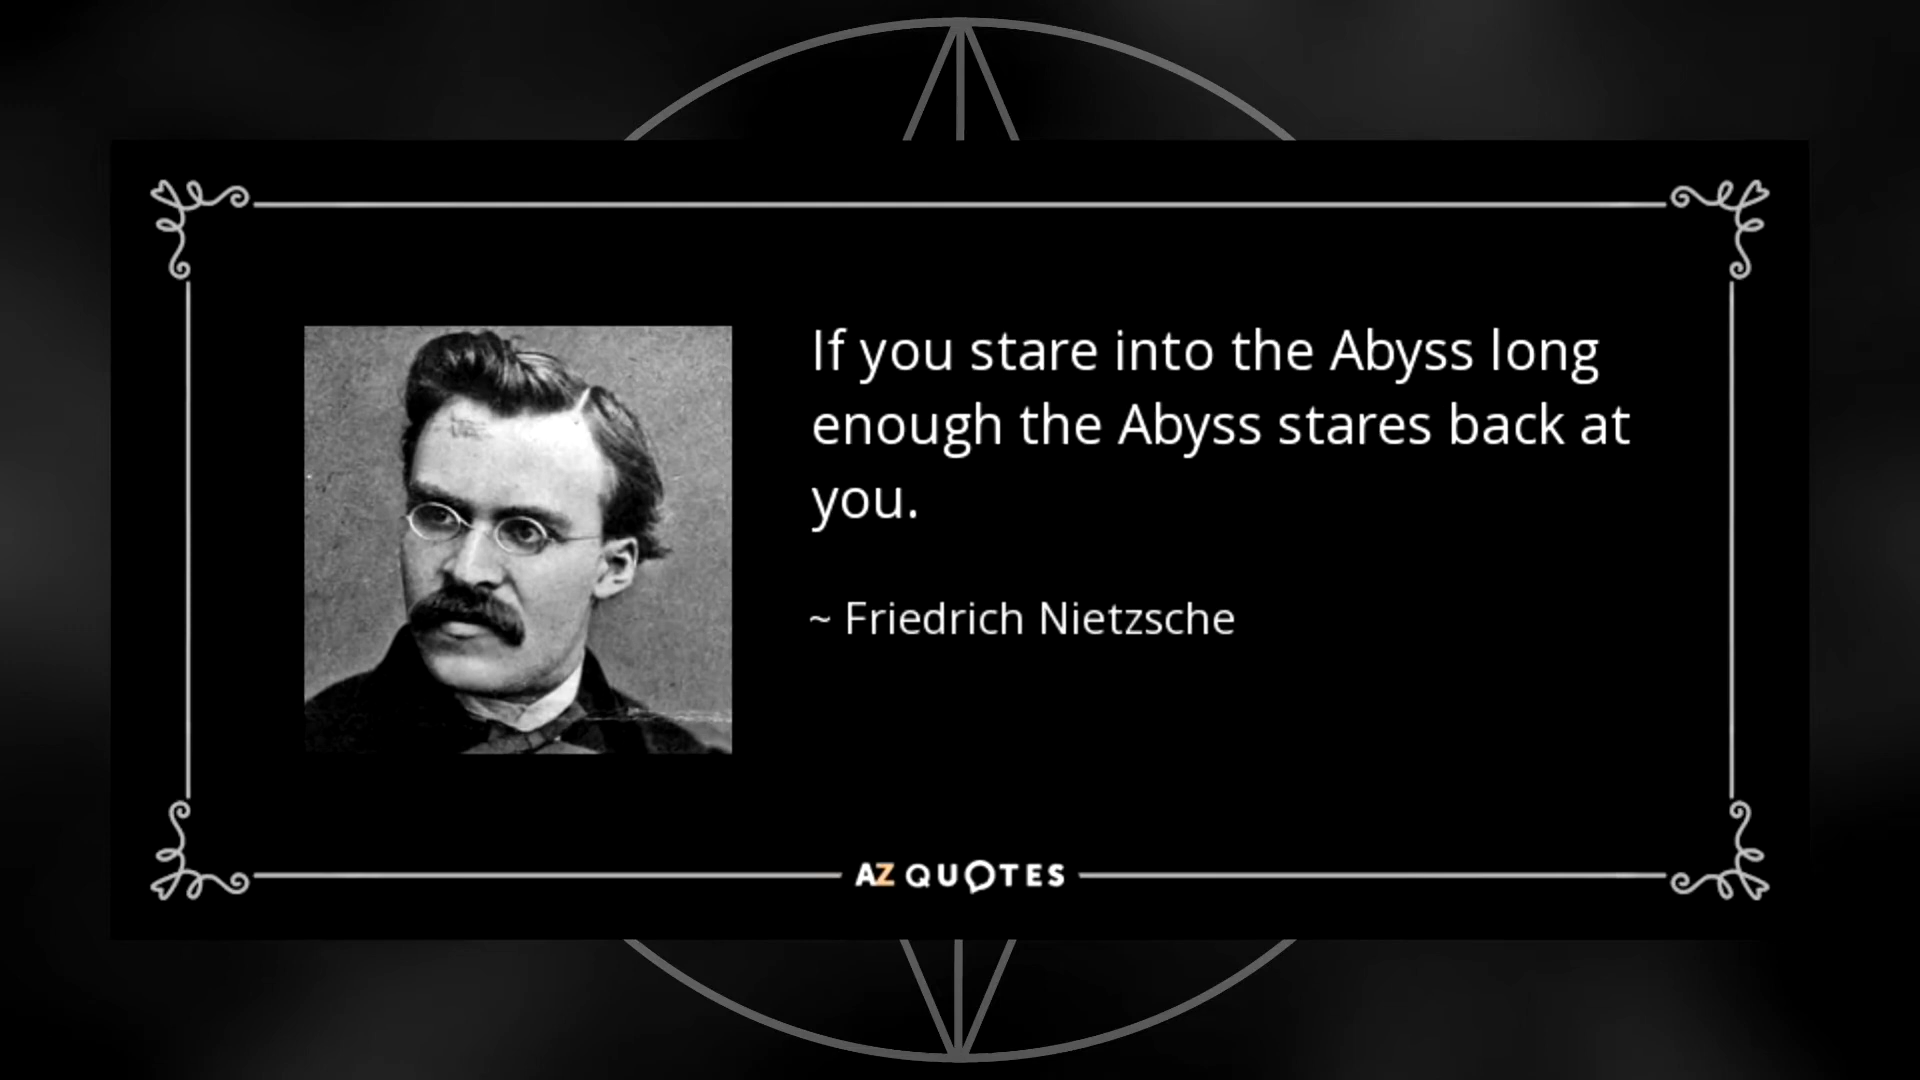 If you stare into the Abyss long
enough the Abyss stares back at
you.
~ Friedrich Nietzsche
AZ QUOTES